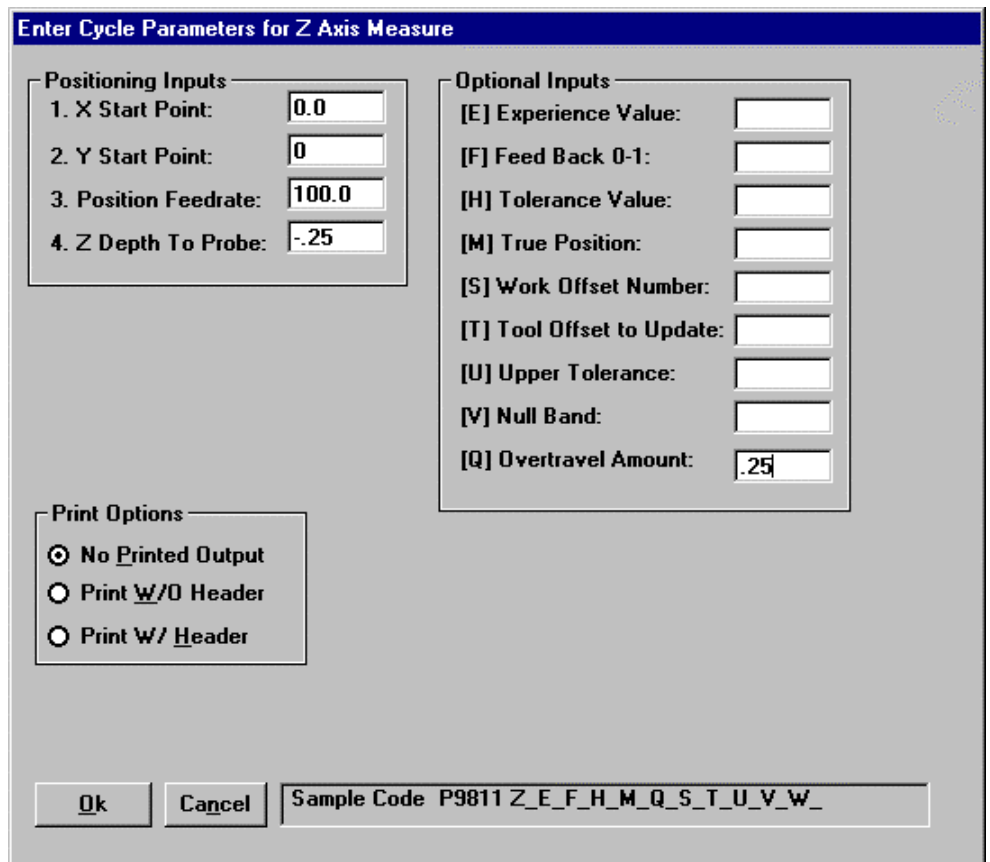 Enter Cycle Parameters for Z Axis Measure
Positioning Inputs
1. X Start Point: 0.0
2. Y Start Point: 0
3. Position Feedrate: 100.0
4. Z Depth To Probe: -.25
Optional Inputs
[E] Experience Value:
[F] Feed Back 0-1:
[H] Tolerance Value:
[M] True Position:
[S] Work Offset Number:
[T] Tool Offset to Update:
[U] Upper Tolerance:
[V] Null Band:
[Q] Overtravel Amount: .25
Print Options
No Printed Output
Print W/O Header
Print W/ Header
Ok
Cancel
Sample Code P9811 Z_E_F_H_M_Q_S_T_U_V_W_